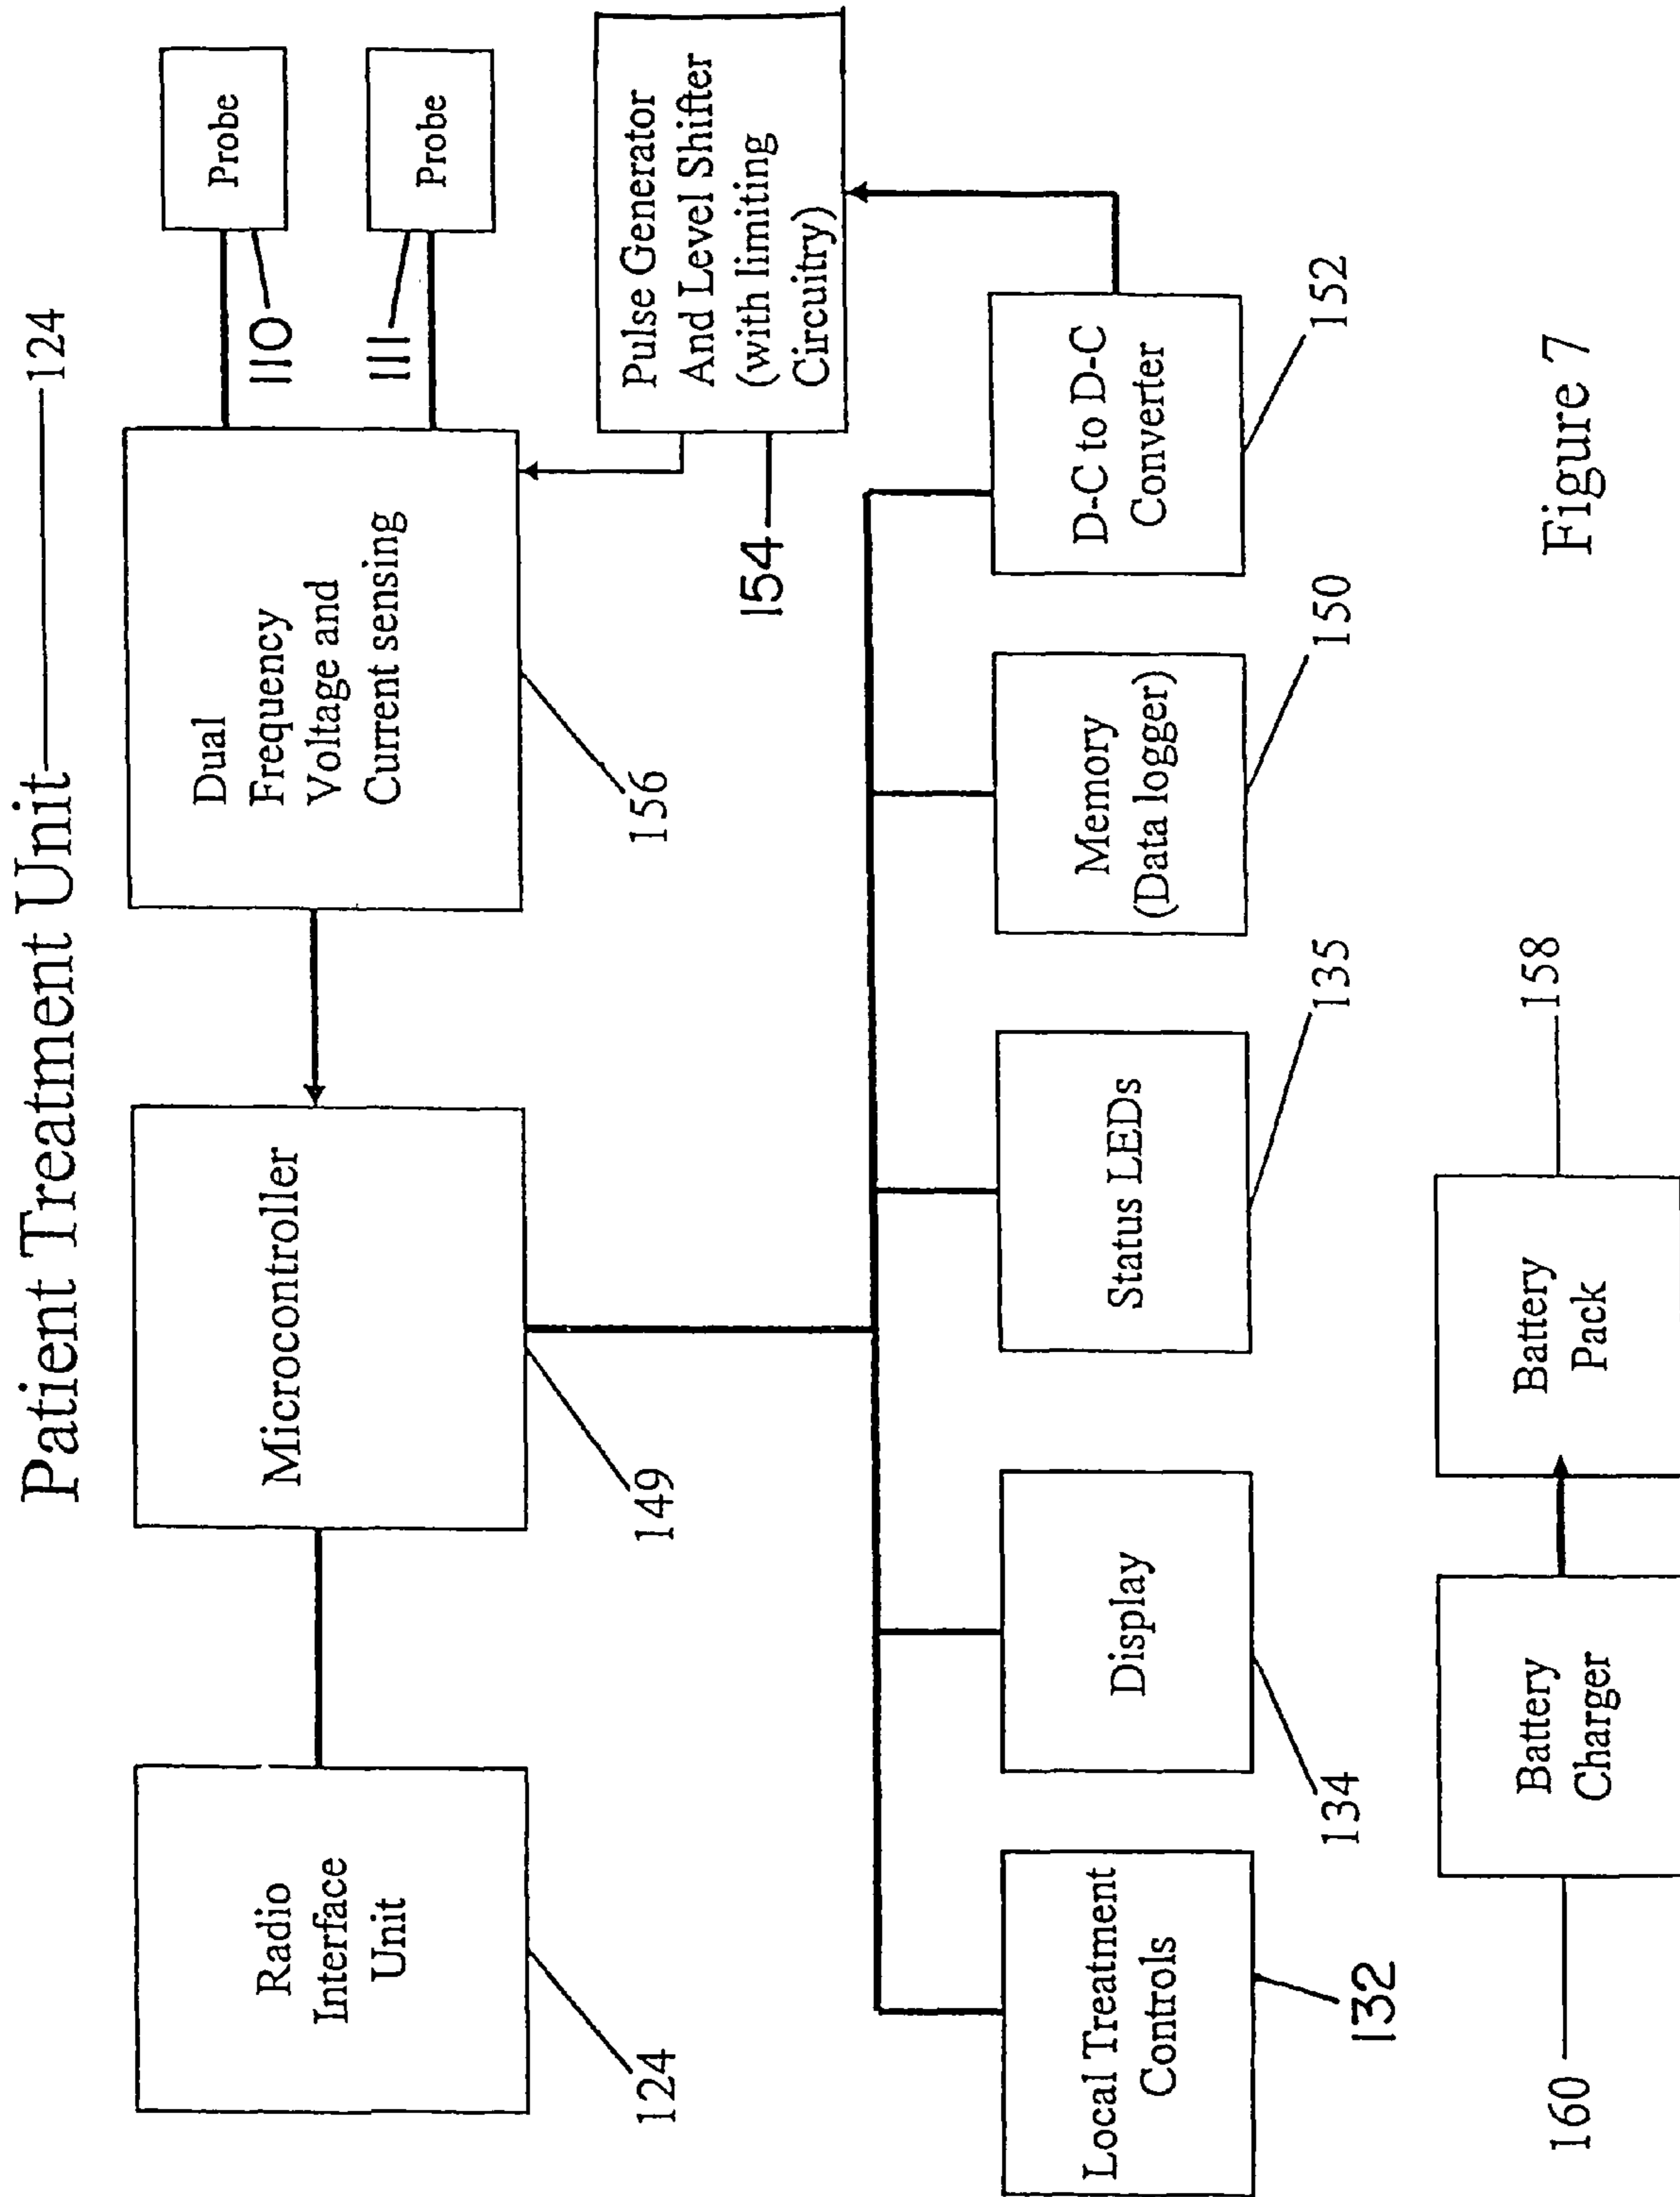 Patient Treatment Unit 124
Radio
Interface
Unit
124
Microcontroller
149
Dual
Frequency
Voltage and
Current sensing
156
Probe
110
Probe
111
Pulse Generator
And Level Shifter
(with limiting
Circuitry)
154
Local Treatment
Controls
132
Display
134
Status LEDs
135
Memory
(Data logger)
150
D-C to D-C
Converter
152
160
Battery
Charger
Battery
Pack
158
Figure 7